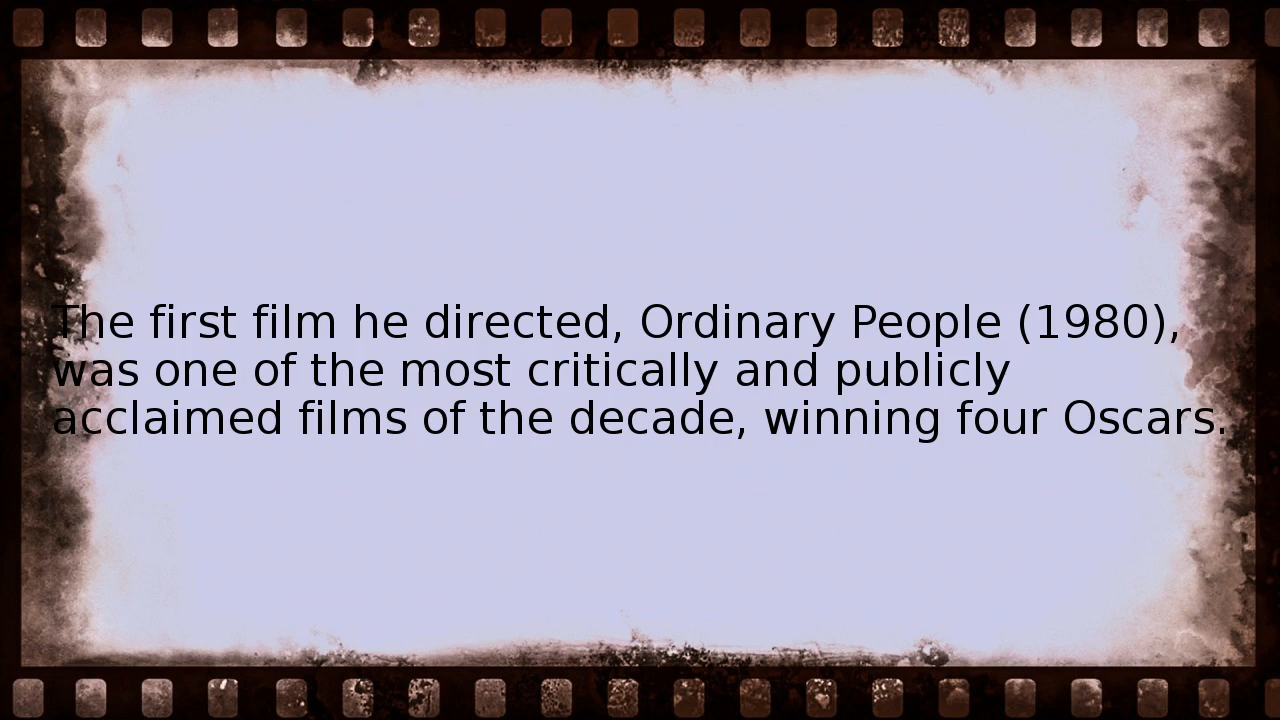 The first film he directed, Ordinary People (1980),
was one of the most critically and publicly
acclaimed films of the decade, winning four Oscars.